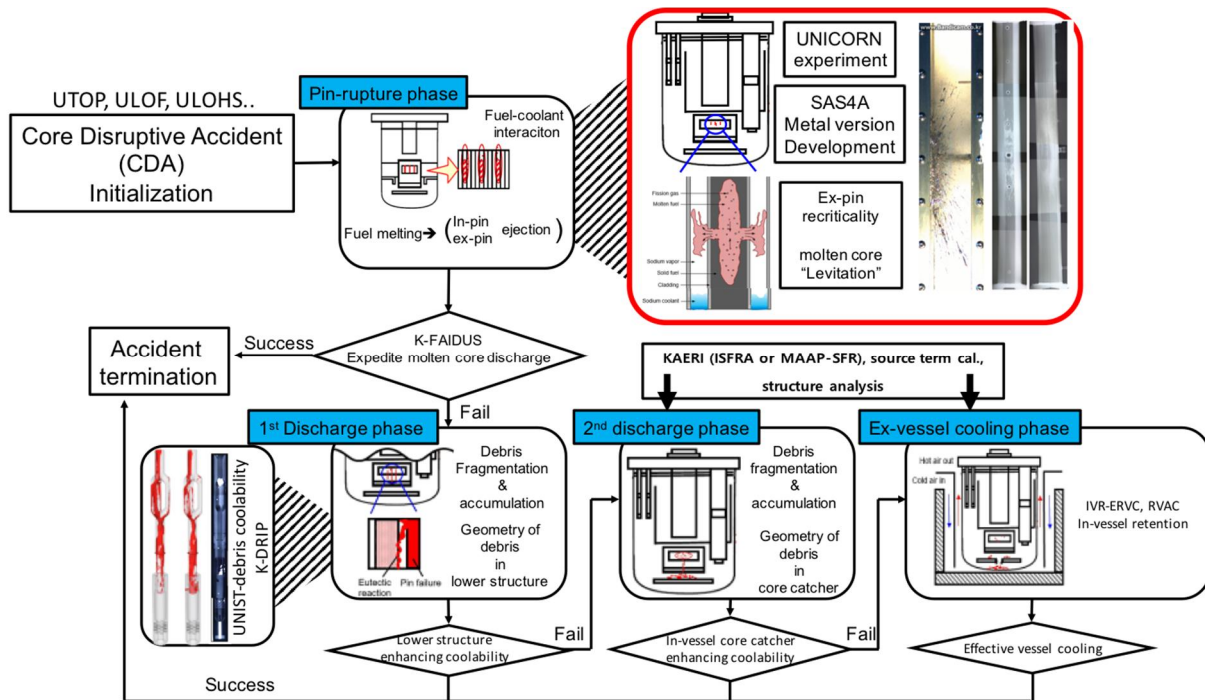 UTOP, ULOF, ULOHS..
Core Disruptive Accident
(CDA)
Initialization
Pin-rupture phase
Fuel-coolant
interaciton
Fuel melting➔ ( In-pin
ex-pin ejection )
UNICORN
experiment
SAS4A
Metal version
Development
Ex-pin
recriticality
molten core
“Levitation”
Fission gas
Molten fuel
Sodium vapor
Solid fuel
Cladding
Sodium coolant
K-FAIDUS
Expedite molten core discharge
Success
Accident
termination
Fail
KAERI (ISFRA or MAAP-SFR), source term cal.,
structure analysis
1st Discharge phase
Debris
Fragmentation
&
accumulation
Geometry of
debris
in
lower structure
Eutectic
reaction
Pin failure
UNIST-debris coolability
K-DRIP
2nd discharge phase
Debris
fragmentation
&
accumulation
Geometry of
debris
in
core catcher
Ex-vessel cooling phase
Hot air out
Cold air in
IVR-ERVC, RVAC
In-vessel retention
Lower structure
enhancing coolability
Fail
In-vessel core catcher
enhancing coolability
Fail
Effective vessel cooling
Success